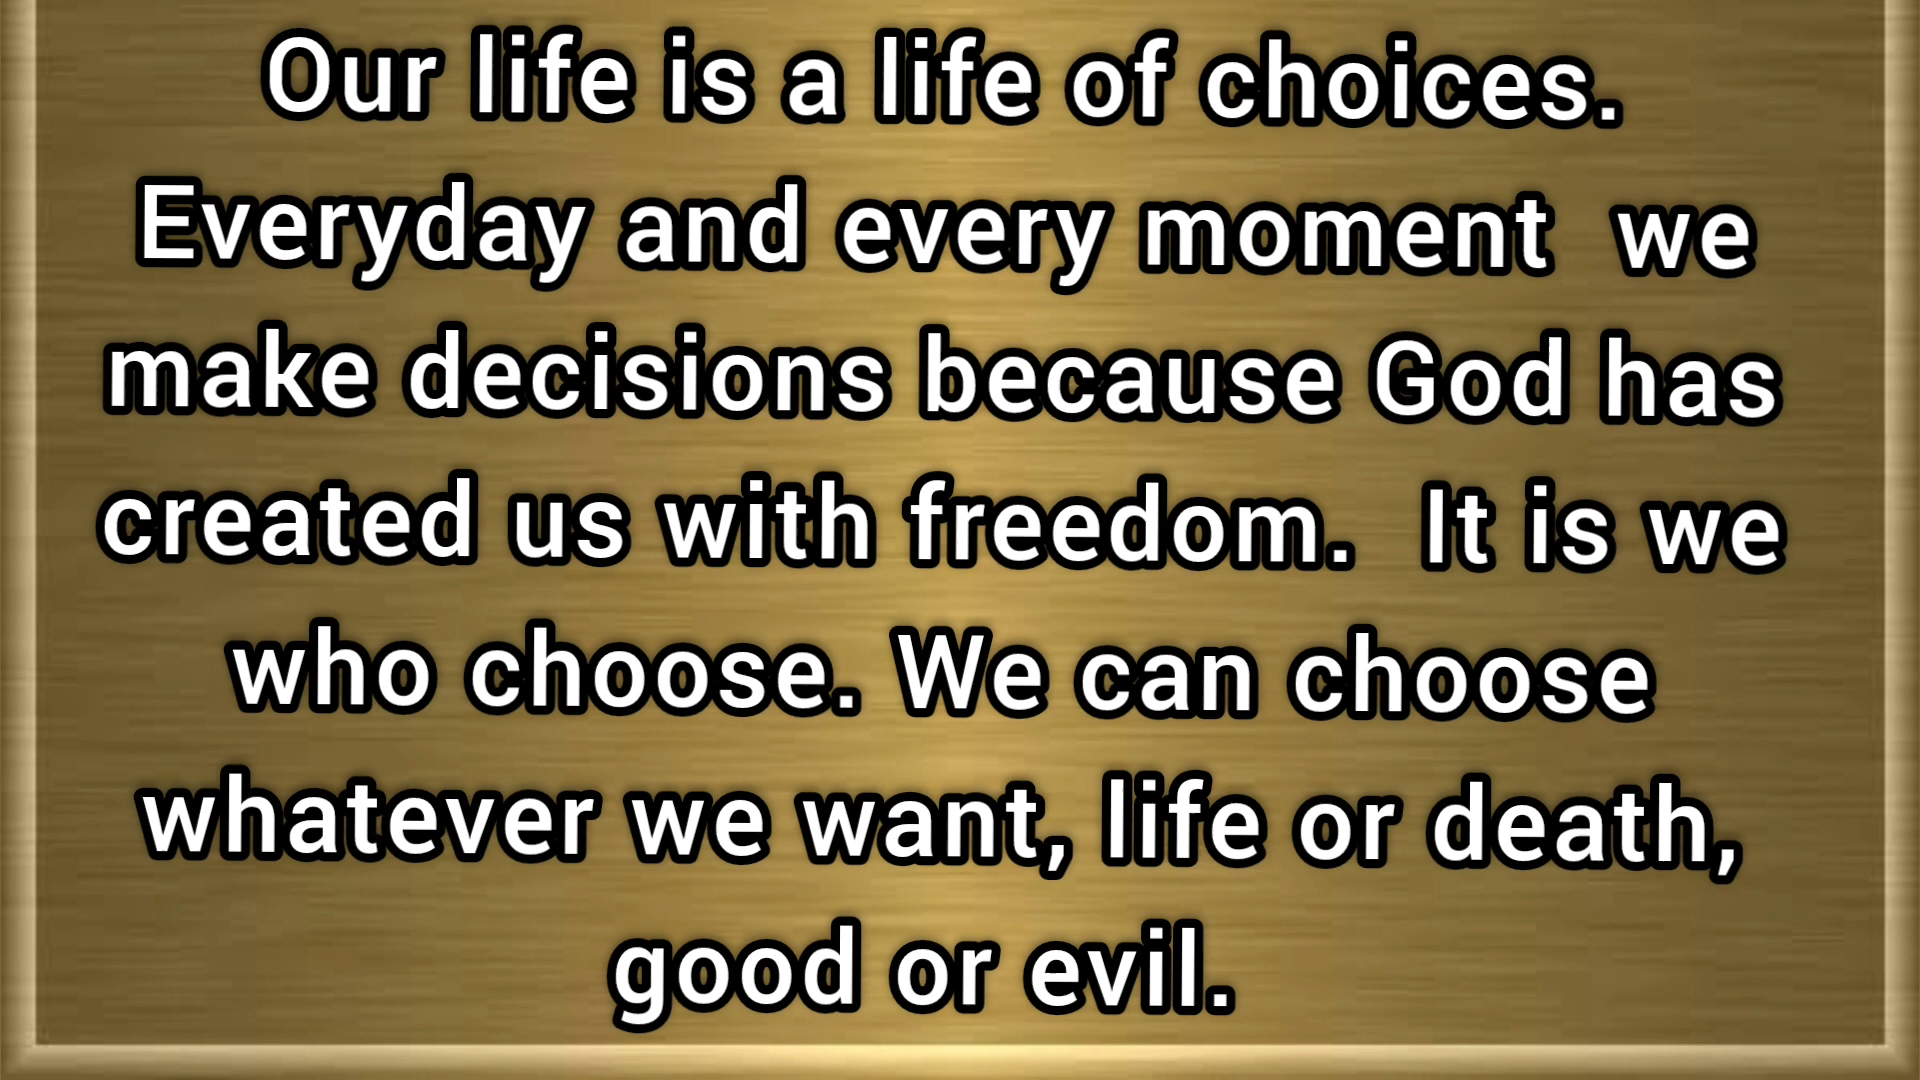 Our life is a life of choices.
Everyday and every moment  we
make decisions because God has
created us with freedom.  It is we
who choose. We can choose
whatever we want, life or death,
good or evil.